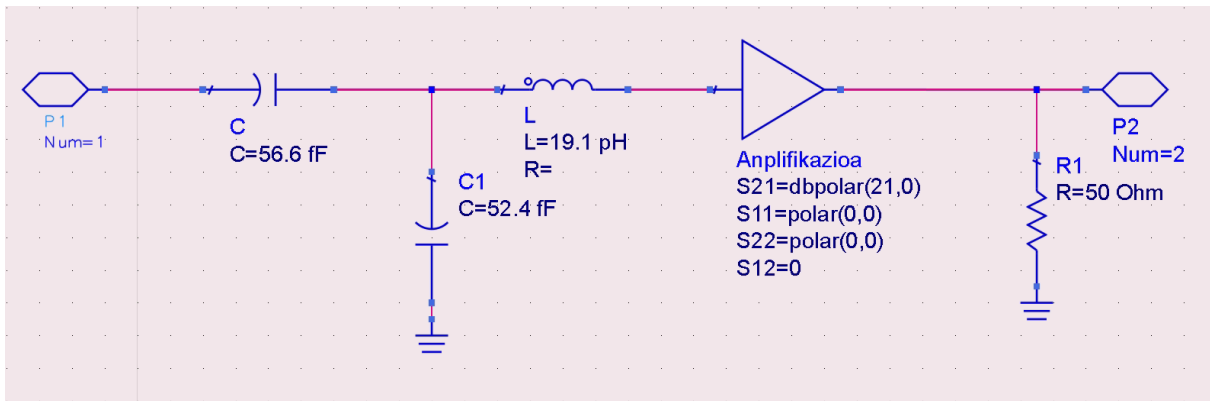 P1
Num=1
C
C=56.6 fF
C1
C=52.4 fF
L
L=19.1 pH
R=
Anplifikazioa
S21=dbpolar(21,0)
S11=polar(0,0)
S22=polar(0,0)
S12=0
P2
Num=2
R1
R=50 Ohm